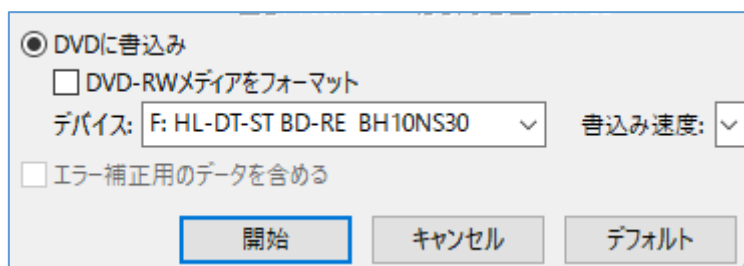 DVDに書込み
DVD-RWメディアをフォーマット
デバイス: F: HL-DT-ST BD-RE BH10NS30 書込み速度:
エラー補正用のデータを含める
開始 キャンセル デフォルト